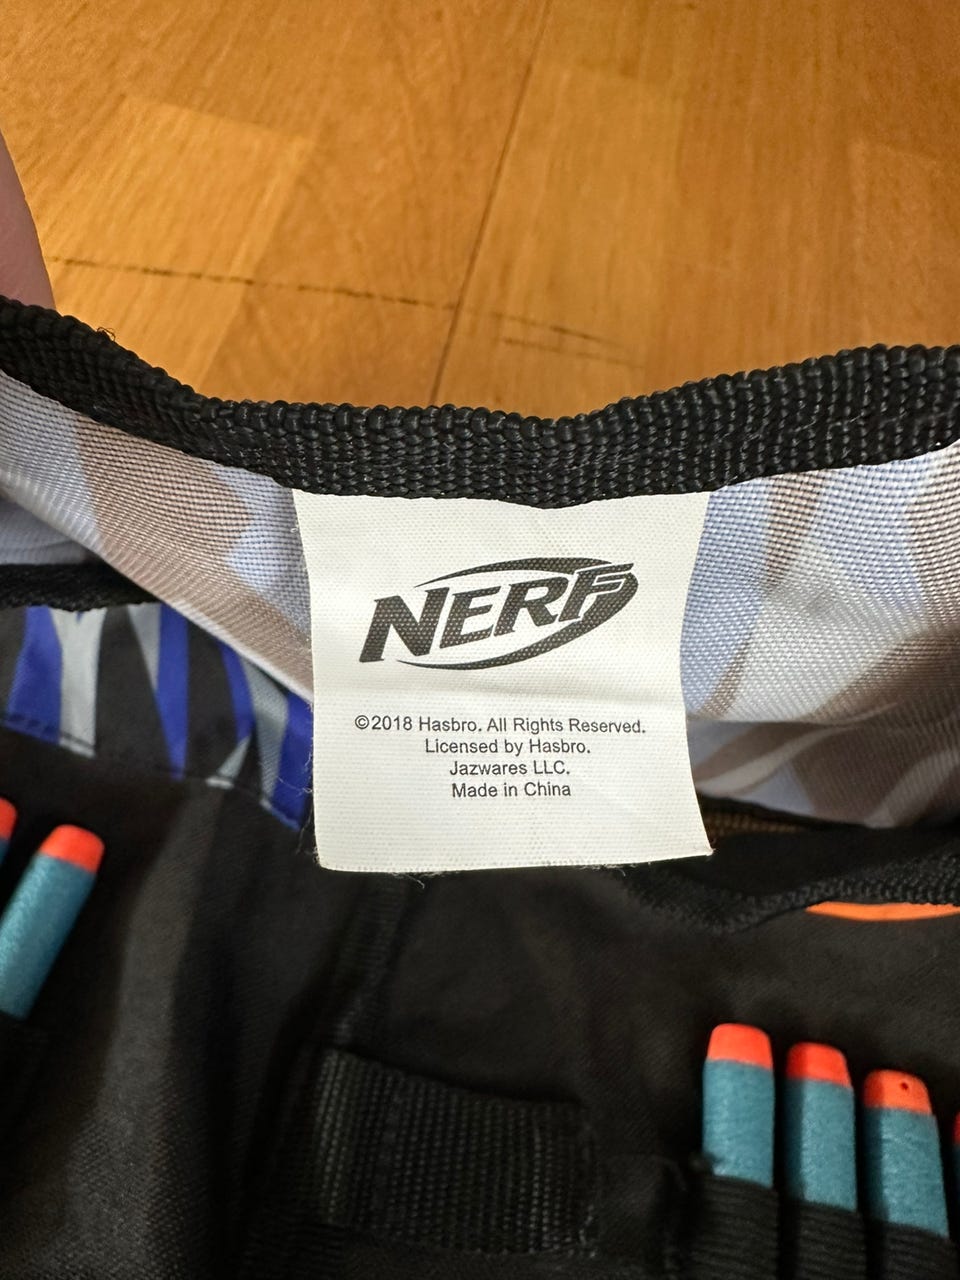 NERF
©2018 Hasbro. All Rights Reserved.
Licensed by Hasbro.
Jazwares LLC.
Made in China